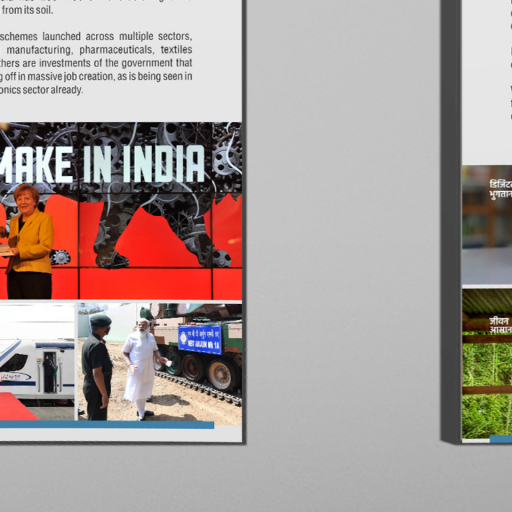 from its soil.
schemes launched across multiple sectors,
manufacturing, pharmaceuticals, textiles
hers are investments of the government that
g off in massive job creation, as is being seen in
onics sector already.
MAKE IN INDIA
MBT ARJUN Mk-1A
डिजिटल
भुगतान
जीवन
आसान